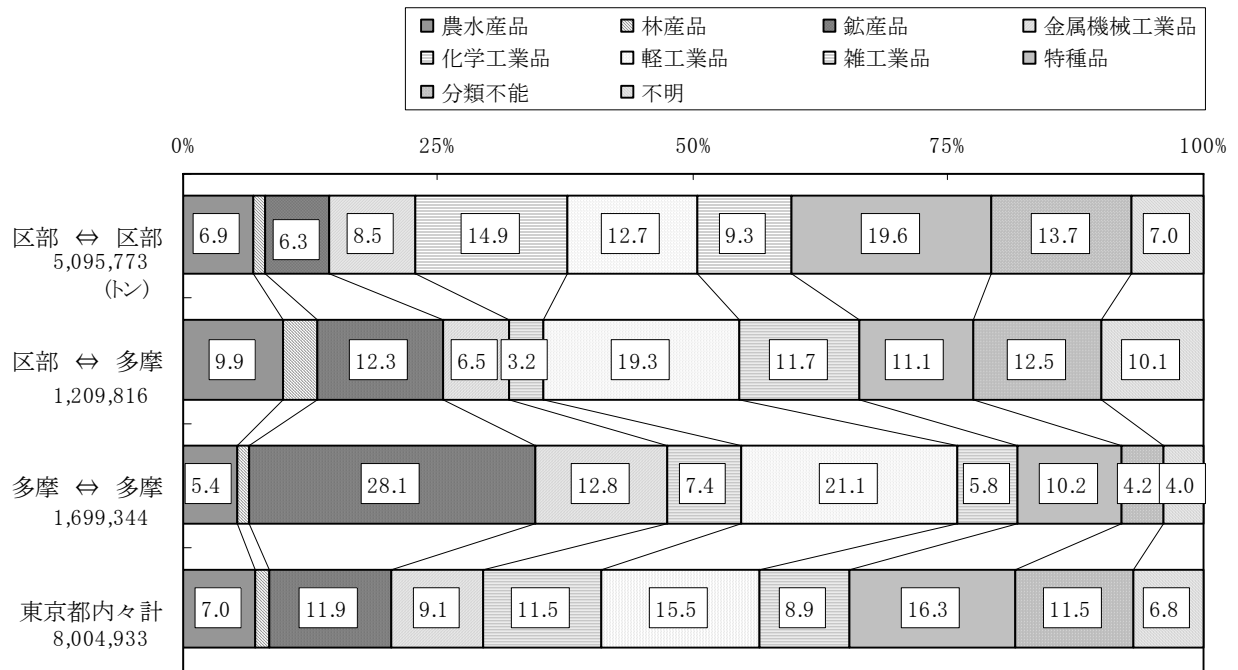 農水産品 林産品 鉱産品 金属機械工業品
化学工業品 軽工業品 雑工業品 特種品
分類不能 不明
0% 25% 50% 75% 100%
区部 ⇔ 区部
5,095,773
(トン)
6.9 6.3 8.5 14.9 12.7 9.3 19.6 13.7 7.0
区部 ⇔ 多摩
1,209,816
9.9 12.3 6.5 3.2 19.3 11.7 11.1 12.5 10.1
多摩 ⇔ 多摩
1,699,344
5.4 28.1 12.8 7.4 21.1 5.8 10.2 4.2 4.0
東京都内々計
8,004,933
7.0 11.9 9.1 11.5 15.5 8.9 16.3 11.5 6.8